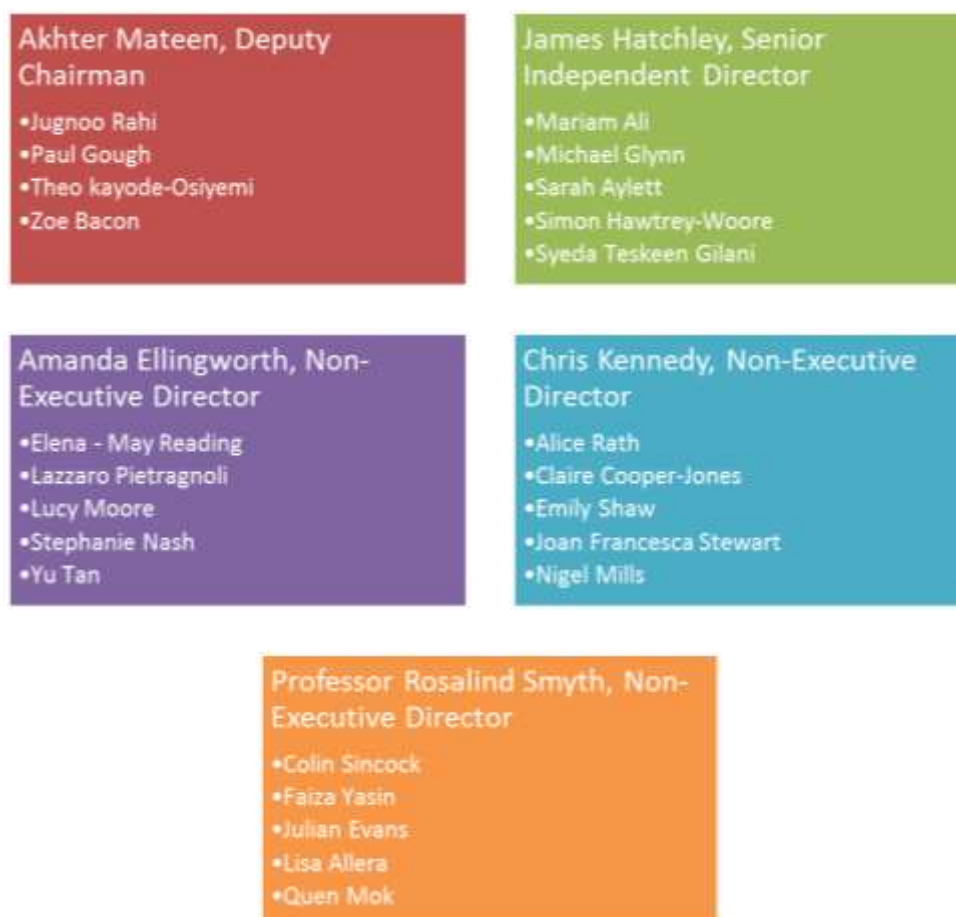 Akhter Mateen, Deputy
Chairman
•Jugnoo Rahi
•Paul Gough
•Theo kayode-Osiyemi
•Zoe Bacon
James Hatchley, Senior
Independent Director
•Mariam Ali
•Michael Glynn
•Sarah Aylett
•Simon Hawtrey-Woore
•Syeda Teskeen Gilani
Amanda Ellingworth, Non-
Executive Director
•Elena - May Reading
•Lazzaro Pietragnoli
•Lucy Moore
•Stephanie Nash
•Yu Tan
Chris Kennedy, Non-Executive
Director
•Alice Rath
•Claire Cooper-Jones
•Emily Shaw
•Joan Francesca Stewart
•Nigel Mills
Professor Rosalind Smyth, Non-
Executive Director
•Colin Sincock
•Faiza Yasin
•Julian Evans
•Lisa Allera
•Quen Mok